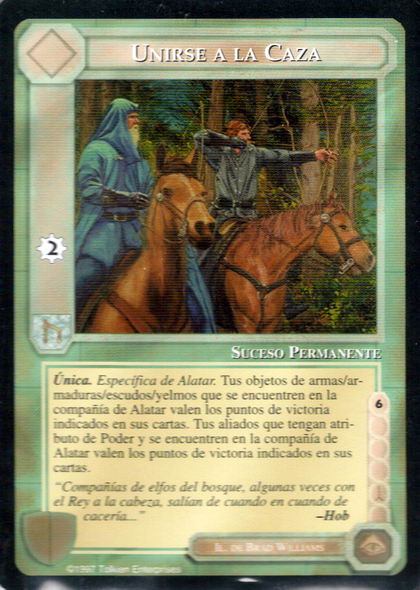 UNIRSE A LA CAZA
2
SUCESO PERMANENTE
Única. Específica de Alatar. Tus objetos de armas/ar-
maduras/escudos/yelmos que se encuentren en la
compañía de Alatar valen los puntos de victoria
indicados en sus cartas. Tus aliados que tengan atri-
buto de Poder y se encuentren en la compañía de
Alatar valen los puntos de victoria indicados en sus
cartas.
6
“Compañías de elfos del bosque, algunas veces con
el Rey a la cabeza, salían de cuando en cuando de
cacería...”
–Hob
IL. DE BRAD WILLIAMS
©1997 Tolkien Enterprises